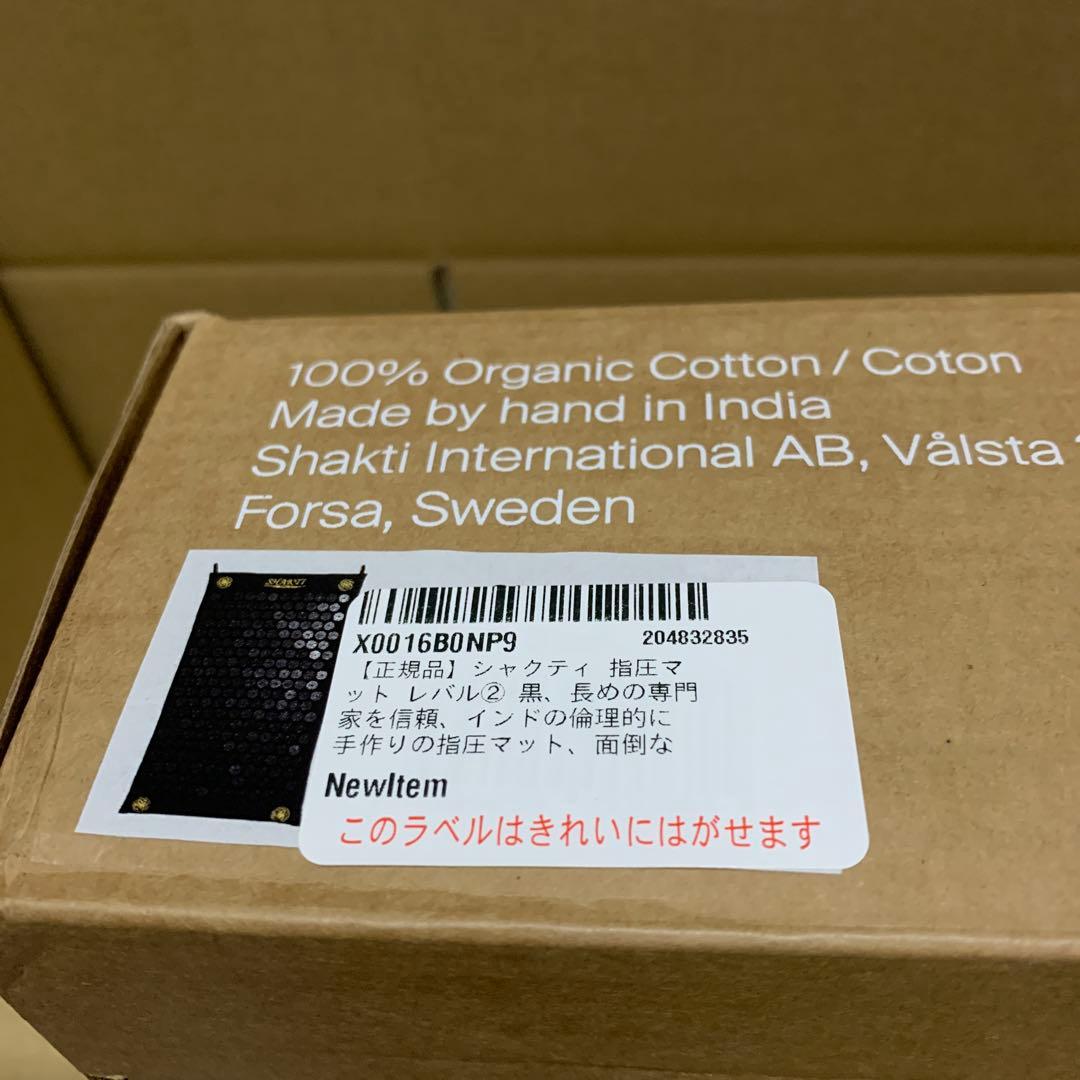 100% Organic Cotton / Coton
Made by hand in India
Shakti International AB, Vålsta
Forsa, Sweden
SHAKTI
X0016B0NP9 204832835
【正規品】シャクティ 指圧マ
ット レバル② 黒、長めの専門
家を信頼、インドの倫理的に
手作りの指圧マット、面倒な
NewItem
このラベルはきれいにはがせます